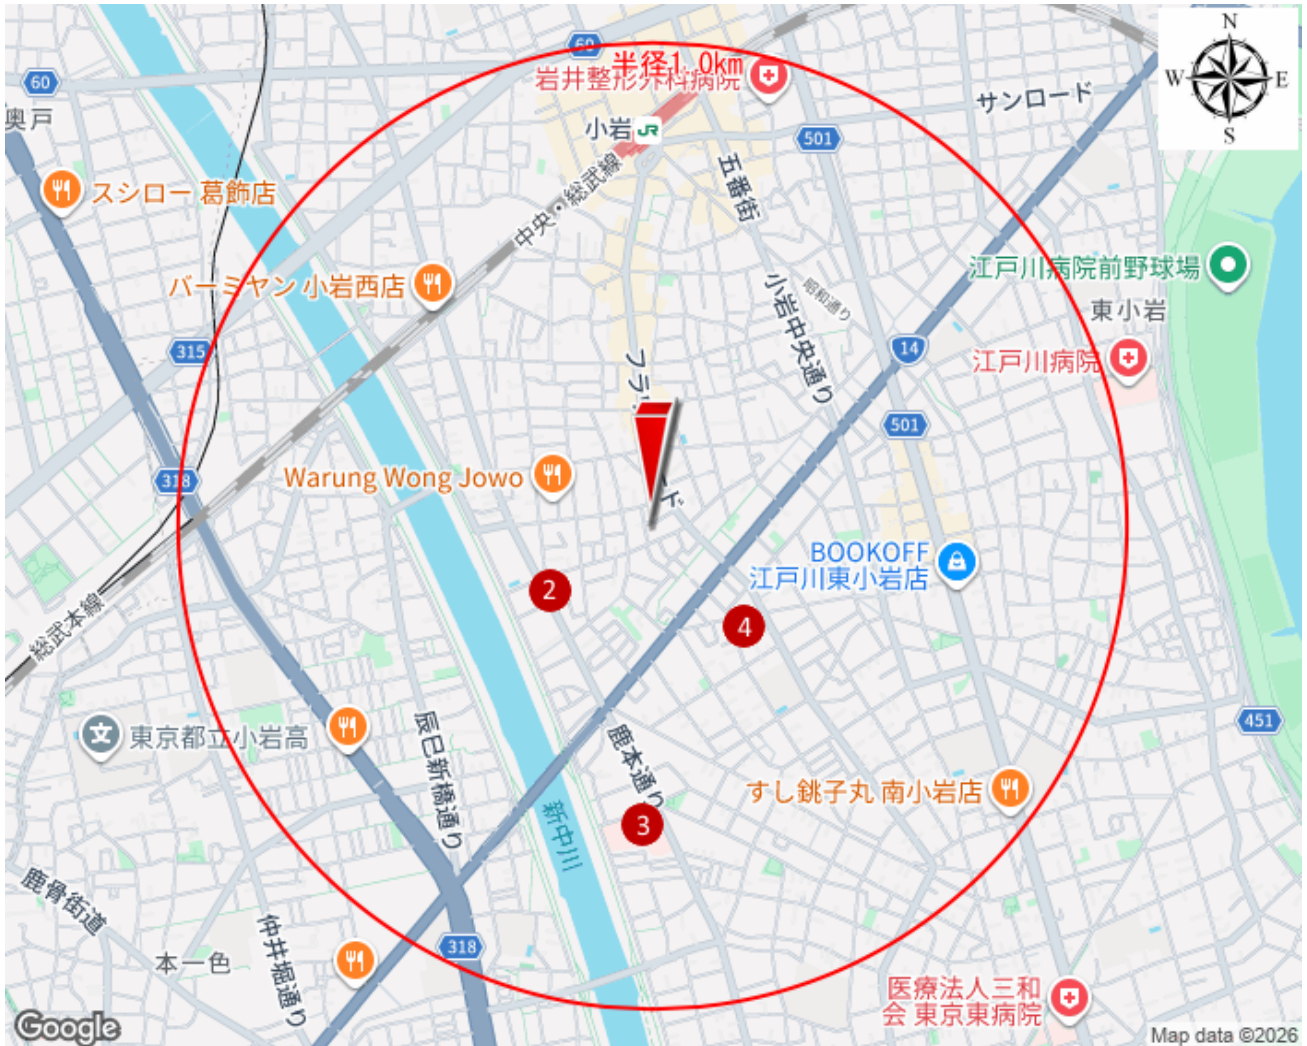 N
W
E
S
60
60
半径1.0km
岩井整形外科病院
サンロード
奥戸
小岩
JR
501
五番街
スシロー 葛飾店
中央・総武線
バーミヤン 小岩西店
江戸川病院前野球場
東小岩
昭和通り
小岩中央通り
315
14
フラ
江戸川病院
501
318
Warung Wong Jowo
ード
BOOKOFF
江戸川東小岩店
2
4
総武本線
東京都立小岩高
辰巳新橋通り
鹿本通り
451
すし銚子丸 南小岩店
3
新中川
鹿骨街道
仲井堀通り
本一色
318
医療法人三和
会 東京東病院
Google
Map data ©2026